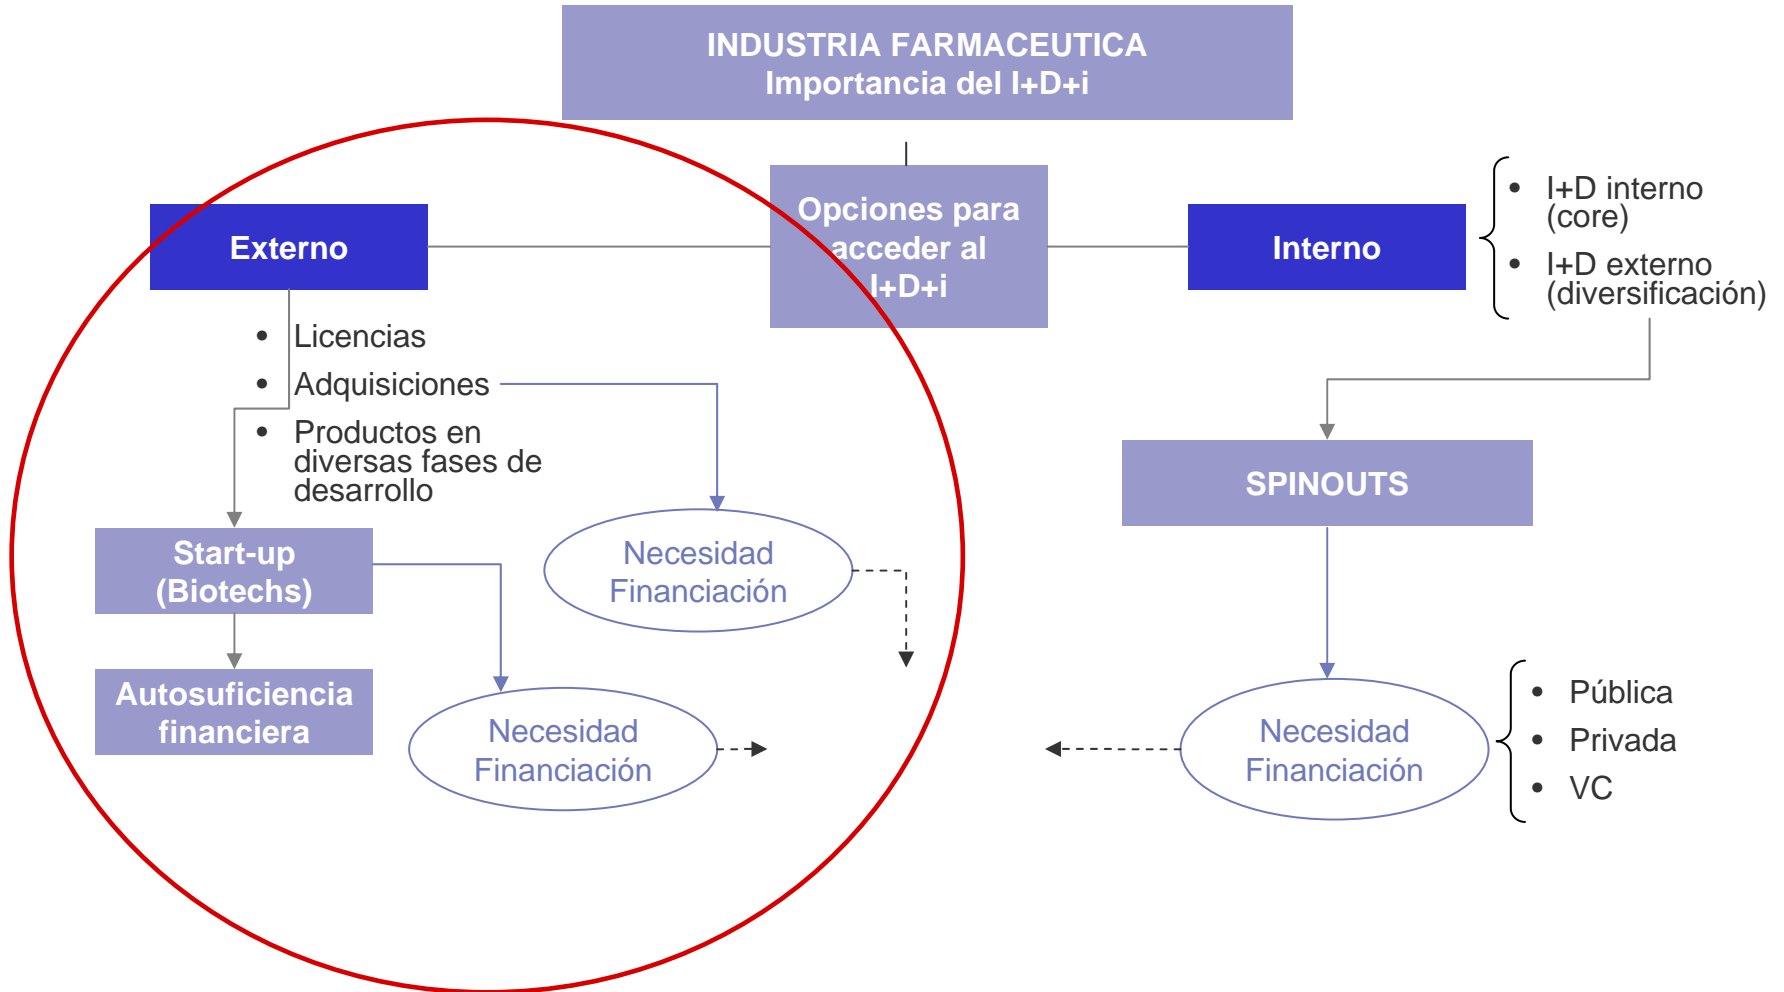 INDUSTRIA FARMACEUTICA
Importancia del I+D+i
Opciones para
acceder al
I+D+i
Externo
Interno
• I+D interno
(core)
• I+D externo
(diversificación)
• Licencias
• Adquisiciones
• Productos en
diversas fases de
desarrollo
SPINOUTS
Start-up
(Biotechs)
Necesidad
Financiación
Autosuficiencia
financiera
Necesidad
Financiación
Necesidad
Financiación
• Pública
• Privada
• VC